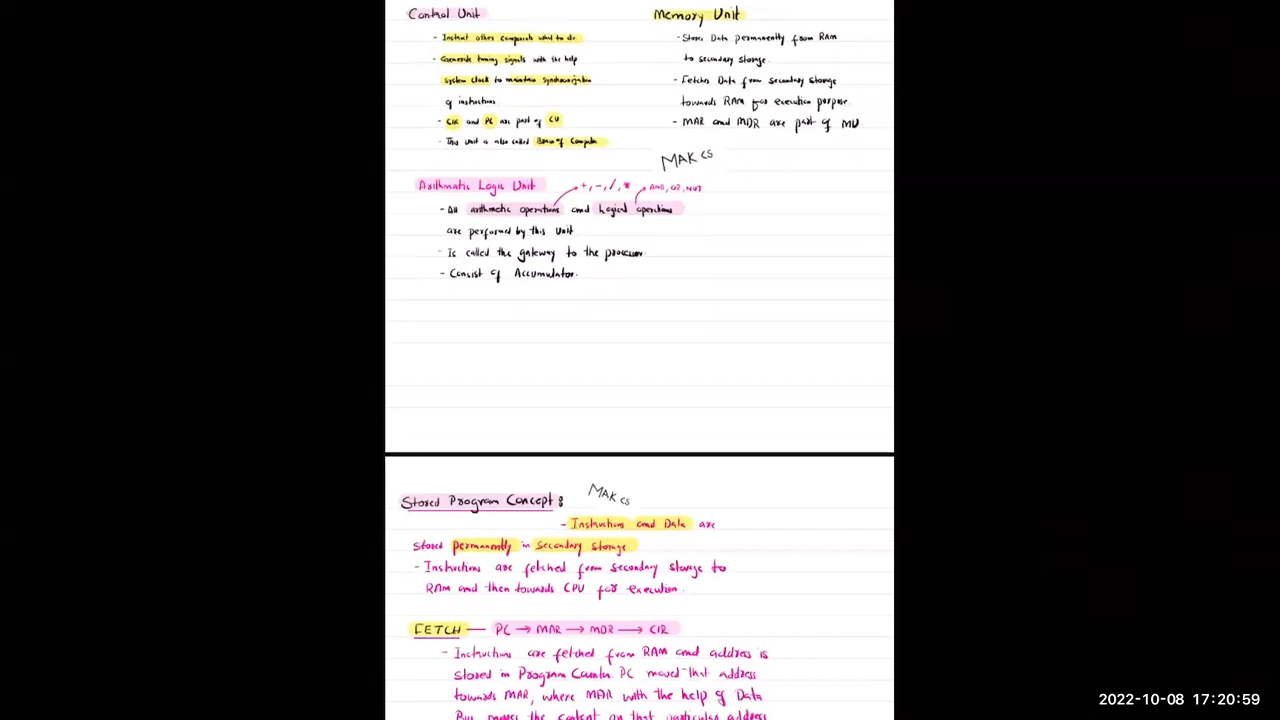 Control Unit
- Instruct other components what to do.
- Generate timing signals with the help
system clock to maintain synchronization
of instructions.
- CIR and PC are part of CU
- This unit is also called Brain of Computer
Memory Unit
- Stores Data permanently from RAM
to secondary storage.
- Fetches Data from secondary storage
towards RAM for execution purpose.
- MAR and MDR are part of MU.
MAK CS
Arithmatic Logic Unit
+, -, /, *
AND, OR, NOT
- All arithmetic operations and Logical operations
are performed by this Unit
- Is called the gateway to the processor.
- Consist of Accumulator.
Stored Program Concept :
MAK CS
- Instructions and Data are
stored permanently in secondary storage
- Instructions are fetched from secondary storage to
RAM and then towards CPU for execution.
FETCH — PC → MAR → MDR → CIR
- Instructions are fetched from RAM and address is
stored in Program Counter. PC moved that address
towards MAR, where MAR with the help of Data
Bus moves the content on that particular address
2022-10-08 17:20:59